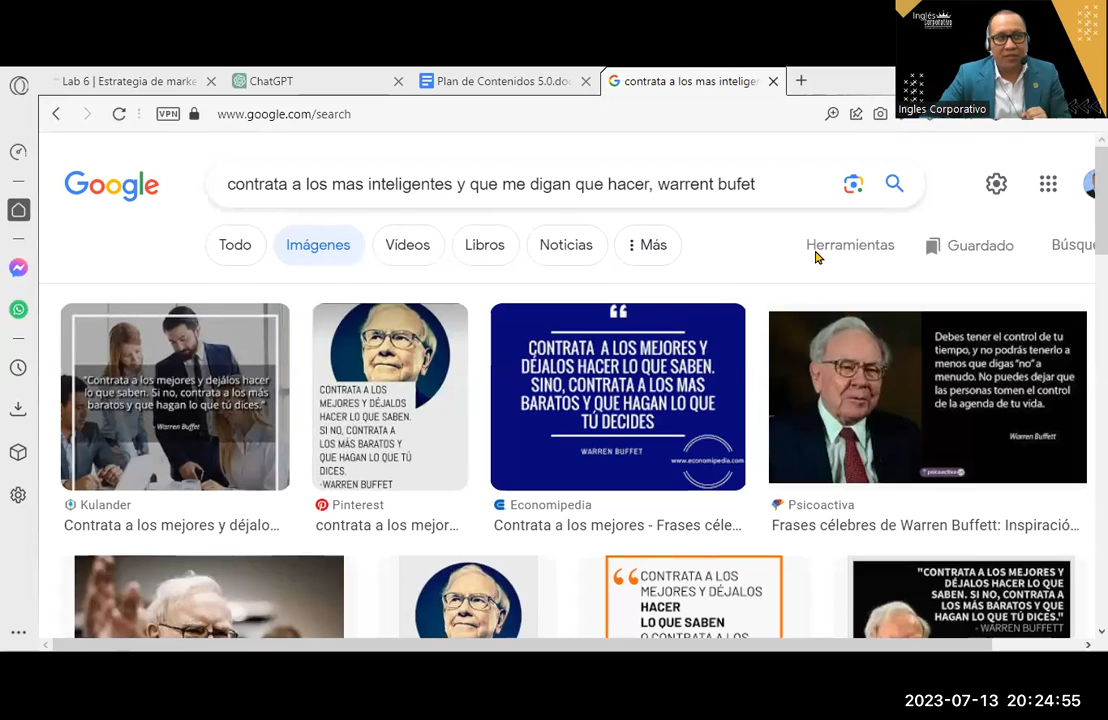 Inglés
Corporativo
Ingles Corporativo
Lab 6 | Estrategia de marke
ChatGPT
Plan de Contenidos 5.0.do
contrata a los mas inteliger
VPN
www.google.com/search
Google
contrata a los mas inteligentes y que me digan que hacer, warrent bufet
Todo
Imágenes
Vídeos
Libros
Noticias
Más
Herramientas
Guardado
Búsque
"Contrata a los mejores y dejálos hacer
lo que saben. Si no, contrata a los más
baratos y que hagan lo que tú dices."
- Warren Buffet
CONTRATA A LOS
MEJORES Y DÉJALOS
HACER LO QUE SABEN.
SI NO, CONTRATA A
LOS MÁS BARATOS Y
QUE HAGAN LO QUE TÚ
DICES.
-WARREN BUFFET
CONTRATA A LOS MEJORES Y
DÉJALOS HACER LO QUE SABEN.
SINO, CONTRATA A LOS MAS
BARATOS Y QUE HAGAN LO QUE
TÚ DECIDES
WARREN BUFFET
www.economipedia.com
Debes tener el control de tu
tiempo, y no podrás tenerlo a
menos que digas "no" a
menudo. No puedes dejar que
las personas tomen el control
de la agenda de tu vida.
Warren Buffett
psicoactiva
Kulander
Contrata a los mejores y déjalo...
Pinterest
contrata a los mejor...
Economipedia
Contrata a los mejores - Frases céle...
Psicoactiva
Frases célebres de Warren Buffett: Inspiració...
CONTRATA A LOS
MEJORES Y DÉJALOS
HACER
LO QUE SABEN
O CONTRATA A LOS
"CONTRATA A LOS MEJORES Y
DÉJALOS HACER LO QUE
SABEN. SI NO, CONTRATA A
LOS MÁS BARATOS Y QUE
HAGAN LO QUE TÚ DICES."
- WARREN BUFFETT
2023-07-13 20:24:55